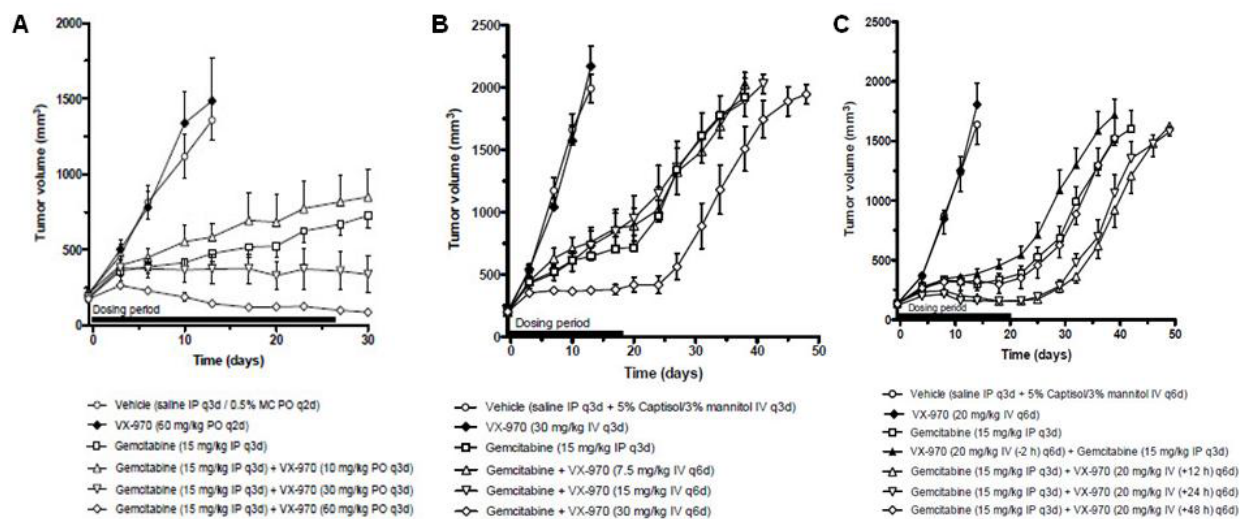 A
B
C
2000
1500
1000
500
0
Tumor volume (mm³)
Dosing period
0
10
20
30
Time (days)
Vehicle (saline IP q3d / 0.5% MC PO q2d)
VX-970 (60 mg/kg PO q2d)
Gemcitabine (15 mg/kg IP q3d)
Gemcitabine (15 mg/kg IP q3d) + VX-970 (10 mg/kg PO q3d)
Gemcitabine (15 mg/kg IP q3d) + VX-970 (30 mg/kg PO q3d)
Gemcitabine (15 mg/kg IP q3d) + VX-970 (60 mg/kg PO q3d)
2500
2000
1500
1000
500
0
Tumor volume (mm³)
Dosing period
0
10
20
30
40
50
Time (days)
Vehicle (saline IP q3d + 5% Captisol/3% mannitol IV q3d)
VX-970 (30 mg/kg IV q3d)
Gemcitabine (15 mg/kg IP q3d)
Gemcitabine + VX-970 (7.5 mg/kg IV q6d)
Gemcitabine + VX-970 (15 mg/kg IV q6d)
Gemcitabine + VX-970 (30 mg/kg IV q6d)
2500
2000
1500
1000
500
0
Tumor volume (mm³)
Dosing period
0
10
20
30
40
50
Time (days)
Vehicle (saline IP q3d + 5% Captisol/3% mannitol IV q6d)
VX-970 (20 mg/kg IV q6d)
Gemcitabine (15 mg/kg IP q3d)
VX-970 (20 mg/kg IV (-2 h) q6d) + Gemcitabine (15 mg/kg IP q3d)
Gemcitabine (15 mg/kg IP q3d) + VX-970 (20 mg/kg IV (+12 h) q6d)
Gemcitabine (15 mg/kg IP q3d) + VX-970 (20 mg/kg IV (+24 h) q6d)
Gemcitabine (15 mg/kg IP q3d) + VX-970 (20 mg/kg IV (+48 h) q6d)